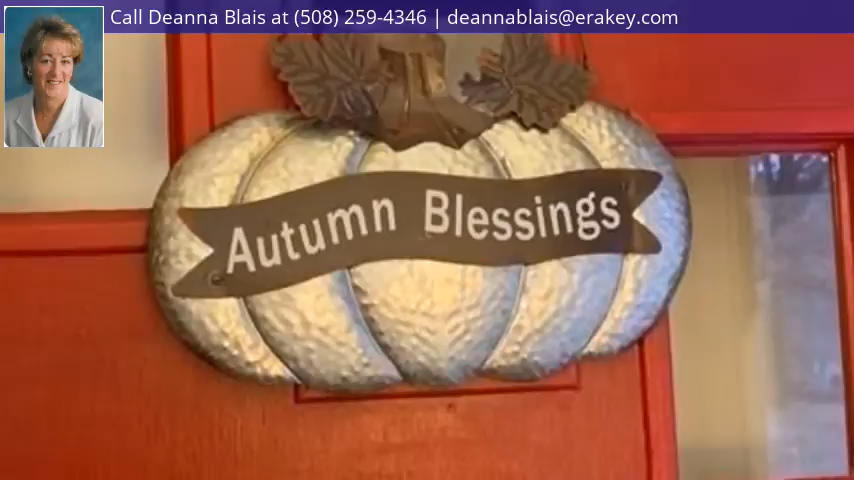 Call Deanna Blais at (508) 259-4346 | deannablais@erakey.com
Autumn Blessings